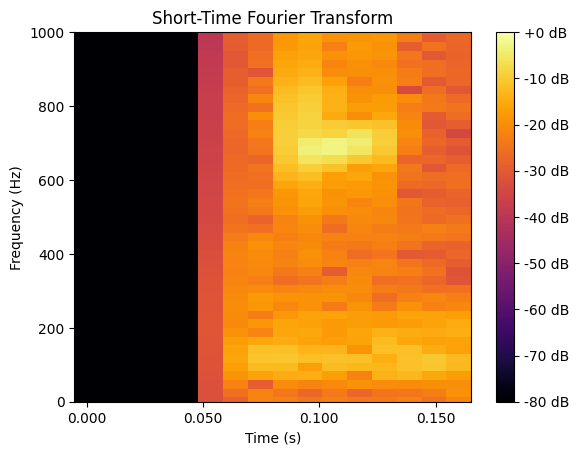 Short-Time Fourier Transform
1000
800
600
400
200
0
Frequency (Hz)
0.000
0.050
0.100
0.150
Time (s)
+0 dB
-10 dB
-20 dB
-30 dB
-40 dB
-50 dB
-60 dB
-70 dB
-80 dB